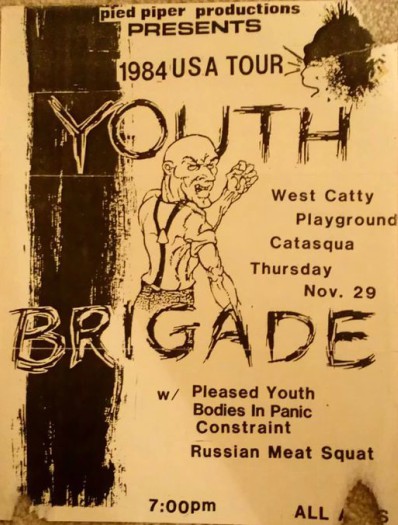 pied piper productions
PRESENTS
1984 USA TOUR
YOUTH
West Catty
Playground
Catasqua
Thursday
Nov. 29
BRIGADE
w/ Pleased Youth
Bodies In Panic
Constraint
Russian Meat Squat
7:00pm
ALL